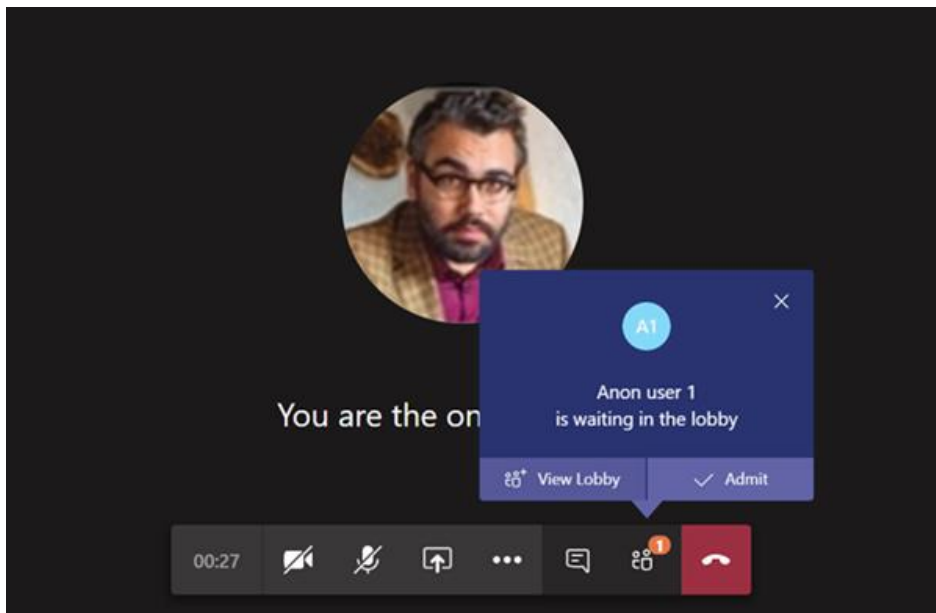 A1
Anon user 1
is waiting in the lobby
You are the on
View Lobby
Admit
00:27
1